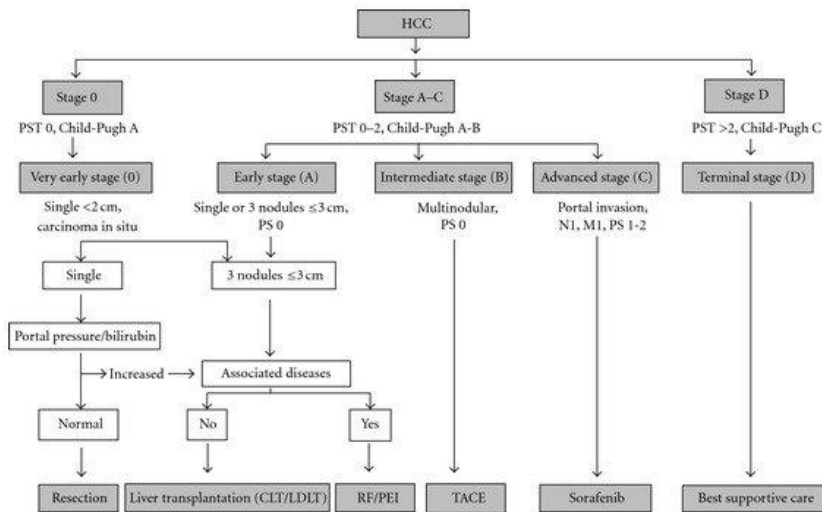 HCC
Stage 0
Stage A–C
Stage D
PST 0, Child-Pugh A
PST 0–2, Child-Pugh A-B
PST >2, Child-Pugh C
Very early stage (0)
Early stage (A)
Intermediate stage (B)
Advanced stage (C)
Terminal stage (D)
Single <2 cm,
carcinoma in situ
Single or 3 nodules ≤3 cm,
PS 0
Multinodular,
PS 0
Portal invasion,
N1, M1, PS 1-2
Single
3 nodules ≤3 cm
Portal pressure/bilirubin
Increased
Associated diseases
Normal
No
Yes
Resection
Liver transplantation (CLT/LDLT)
RF/PEI
TACE
Sorafenib
Best supportive care